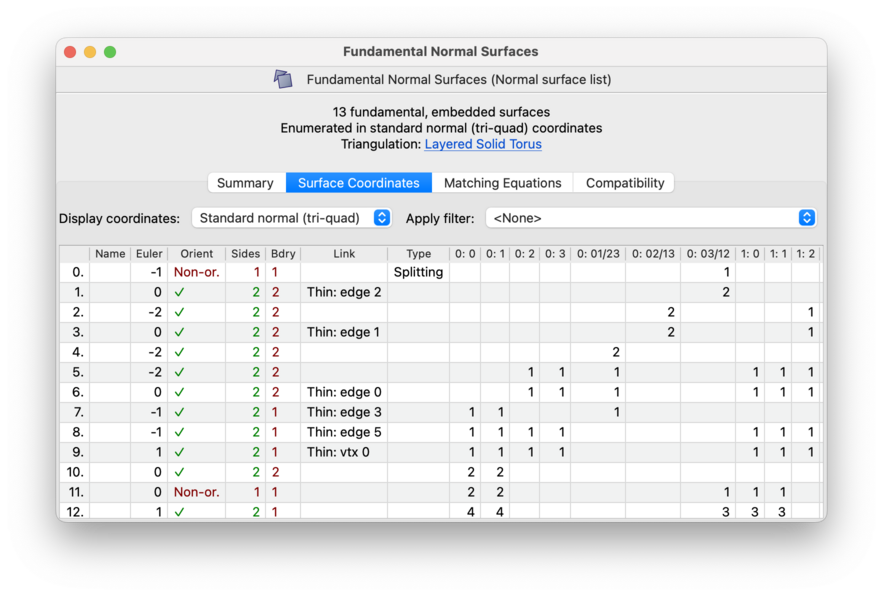 Fundamental Normal Surfaces
Fundamental Normal Surfaces (Normal surface list)
13 fundamental, embedded surfaces
Enumerated in standard normal (tri-quad) coordinates
Triangulation: Layered Solid Torus
Summary Surface Coordinates Matching Equations Compatibility
Display coordinates: Standard normal (tri-quad) Apply filter: <None>
Name Euler Orient Sides Bdry Link Type 0: 0 0: 1 0: 2 0: 3 0: 01/23 0: 02/13 0: 03/12 1: 0 1: 1 1: 2
0. -1 Non-or. 1 1 Splitting 1
1. 0 ✓ 2 2 Thin: edge 2 2
2. -2 ✓ 2 2 2 1
3. 0 ✓ 2 2 Thin: edge 1 2 1
4. -2 ✓ 2 2 2
5. -2 ✓ 2 2 1 1 1 1 1 1
6. 0 ✓ 2 2 Thin: edge 0 1 1 1 1 1 1
7. -1 ✓ 2 1 Thin: edge 3 1 1 1
8. -1 ✓ 2 1 Thin: edge 5 1 1 1 1 1 1 1
9. 1 ✓ 2 1 Thin: vtx 0 1 1 1 1 1 1 1
10. 0 ✓ 2 2 2 2
11. 0 Non-or. 1 1 2 2 1 1 1
12. 1 ✓ 2 1 4 4 3 3 3